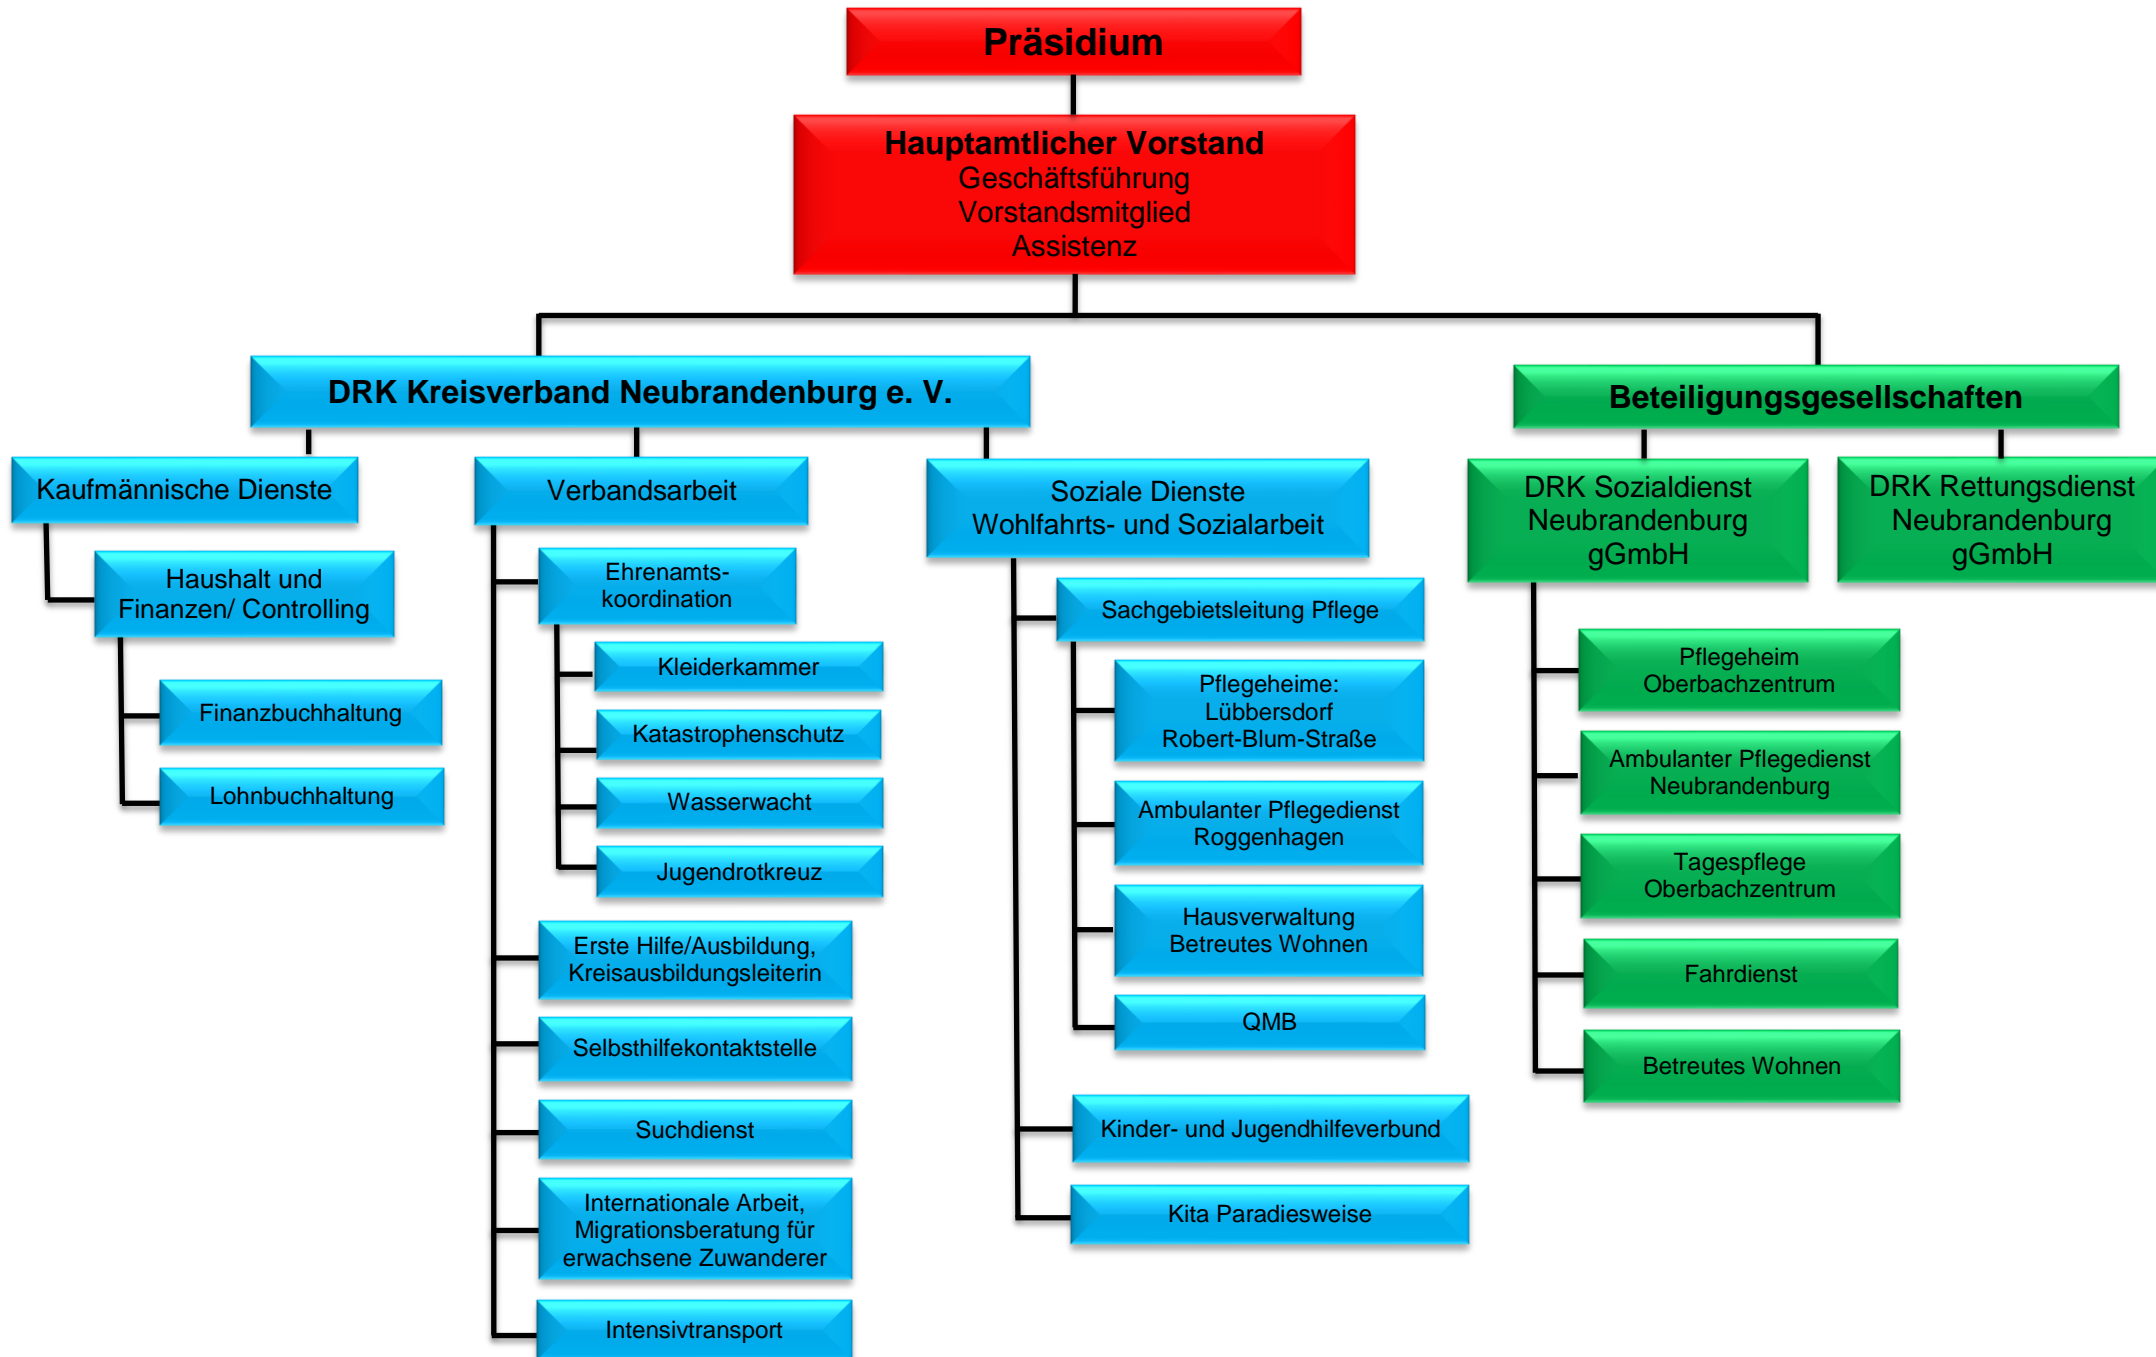 Präsidium
Hauptamtlicher Vorstand
Geschäftsführung
Vorstandsmitglied
Assistenz
DRK Kreisverband Neubrandenburg e. V.
Kaufmännische Dienste
Haushalt und
Finanzen/ Controlling
Finanzbuchhaltung
Lohnbuchhaltung
Verbandsarbeit
Ehrenamts-
koordination
Kleiderkammer
Katastrophenschutz
Wasserwacht
Jugendrotkreuz
Erste Hilfe/Ausbildung,
Kreisausbildungsleiterin
Selbsthilfekontaktstelle
Suchdienst
Internationale Arbeit,
Migrationsberatung für
erwachsene Zuwanderer
Intensivtransport
Soziale Dienste
Wohlfahrts- und Sozialarbeit
Sachgebietsleitung Pflege
Pflegeheime:
Lübbersdorf
Robert-Blum-Straße
Ambulanter Pflegedienst
Roggenhagen
Hausverwaltung
Betreutes Wohnen
QMB
Kinder- und Jugendhilfeverbund
Kita Paradiesweise
Beteiligungsgesellschaften
DRK Sozialdienst
Neubrandenburg
gGmbH
Pflegeheim
Oberbachzentrum
Ambulanter Pflegedienst
Neubrandenburg
Tagespflege
Oberbachzentrum
Fahrdienst
Betreutes Wohnen
DRK Rettungsdienst
Neubrandenburg
gGmbH